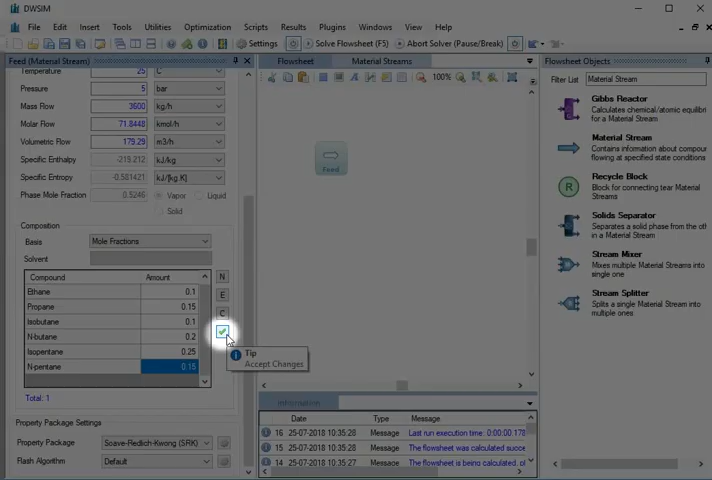 DWSIM
File Edit Insert Tools Utilities Optimization Scripts Results Plugins Windows View Help
Settings Solve Flowsheet (F5) Abort Solver (Pause/Break)
Feed (Material Stream)
Temperature 25 C
Pressure 5 bar
Mass Flow 3600 kg/h
Molar Flow 71.8448 kmol/h
Volumetric Flow 179.29 m3/h
Specific Enthalpy -219.212 kJ/kg
Specific Entropy -0.581421 kJ/[kg.K]
Phase Mole Fraction 0.5246 Vapor Liquid
Solid
Composition
Basis Mole Fractions
Solvent
Compound Amount
Ethane 0.1
Propane 0.15
Isobutane 0.1
N-butane 0.2
Isopentane 0.25
N-pentane 0.15
Total: 1
N
E
C
Tip
Accept Changes
Property Package Settings
Property Package Soave-Redlich-Kwong (SRK)
Flash Algorithm Default
Flowsheet Material Streams
100%
Feed
Information
Date Type Message
16 25-07-2018 10:35:28 Message Last run execution time: 0:00:00.178
15 25-07-2018 10:35:28 Message The flowsheet was calculated succe
14 25-07-2018 10:35:27 Message The flowsheet is being calculated,
Flowsheet Objects
Filter List Material Stream
Gibbs Reactor
Calculates chemical/atomic equilibri
for a Material Stream
Material Stream
Contains information about compour
flowing at specified state conditions
Recycle Block
R
Block for connecting tear Material
Streams
Solids Separator
Separates a solid phase from the ot
in a Material Stream
Stream Mixer
Mixes multiple Material Streams into
single one
Stream Splitter
Splits a single Material Stream into
multiple ones